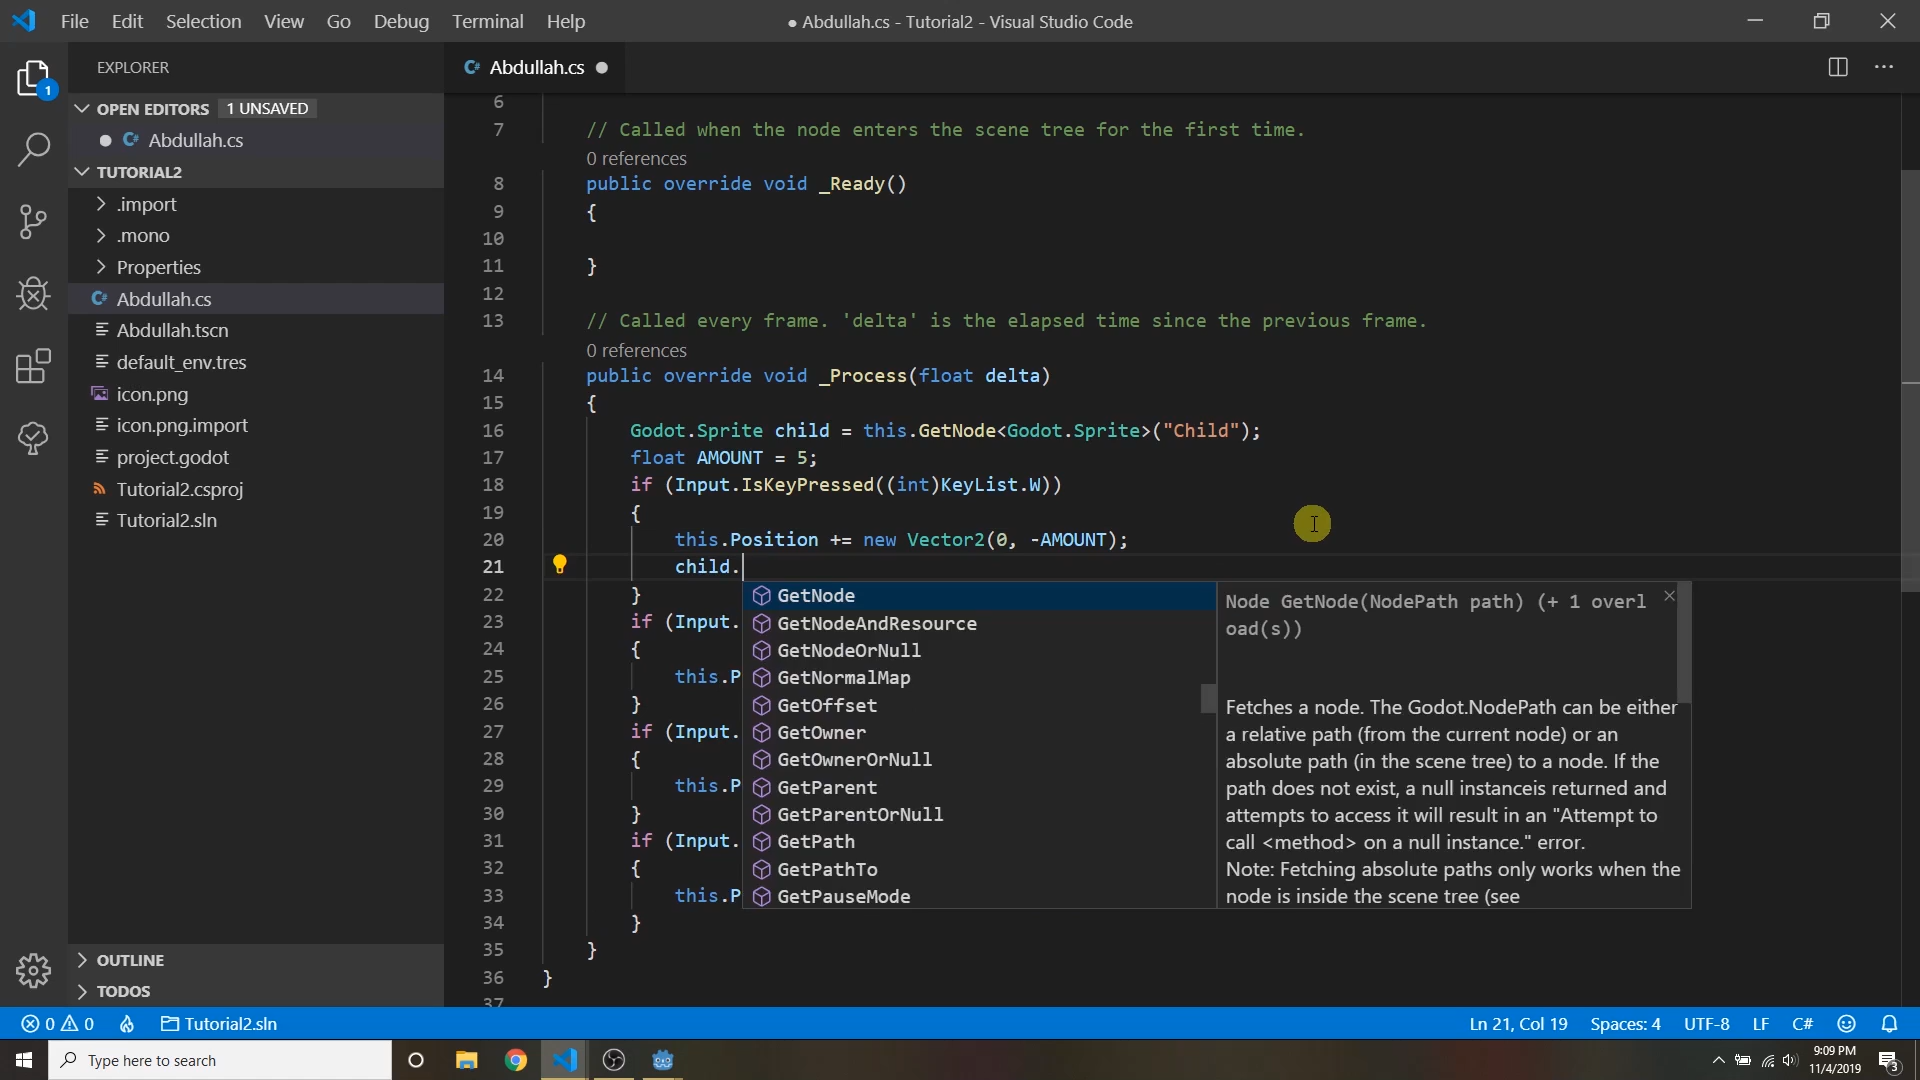 File Edit Selection View Go Debug Terminal Help
● Abdullah.cs - Tutorial2 - Visual Studio Code
EXPLORER
OPEN EDITORS 1 UNSAVED
● C# Abdullah.cs
TUTORIAL2
.import
.mono
Properties
C# Abdullah.cs
Abdullah.tscn
default_env.tres
icon.png
icon.png.import
project.godot
Tutorial2.csproj
Tutorial2.sln
OUTLINE
TODOS
1
C# Abdullah.cs ●
6
7 // Called when the node enters the scene tree for the first time.
0 references
8 public override void _Ready()
9 {
10
11 }
12
13 // Called every frame. 'delta' is the elapsed time since the previous frame.
0 references
14 public override void _Process(float delta)
15 {
16 Godot.Sprite child = this.GetNode<Godot.Sprite>("Child");
17 float AMOUNT = 5;
18 if (Input.IsKeyPressed((int)KeyList.W))
19 {
20 this.Position += new Vector2(0, -AMOUNT);
21 child.
22 }
23 if (Input.
24 {
25 this.P
26 }
27 if (Input.
28 {
29 this.P
30 }
31 if (Input.
32 {
33 this.P
34 }
35 }
36 }
37
GetNode
GetNodeAndResource
GetNodeOrNull
GetNormalMap
GetOffset
GetOwner
GetOwnerOrNull
GetParent
GetParentOrNull
GetPath
GetPathTo
GetPauseMode
Node GetNode(NodePath path) (+ 1 overl
oad(s))
Fetches a node. The Godot.NodePath can be either
a relative path (from the current node) or an
absolute path (in the scene tree) to a node. If the
path does not exist, a null instanceis returned and
attempts to access it will result in an "Attempt to
call <method> on a null instance." error.
Note: Fetching absolute paths only works when the
node is inside the scene tree (see
0 0 Tutorial2.sln
Ln 21, Col 19 Spaces: 4 UTF-8 LF C#
Type here to search
9:09 PM
11/4/2019
3